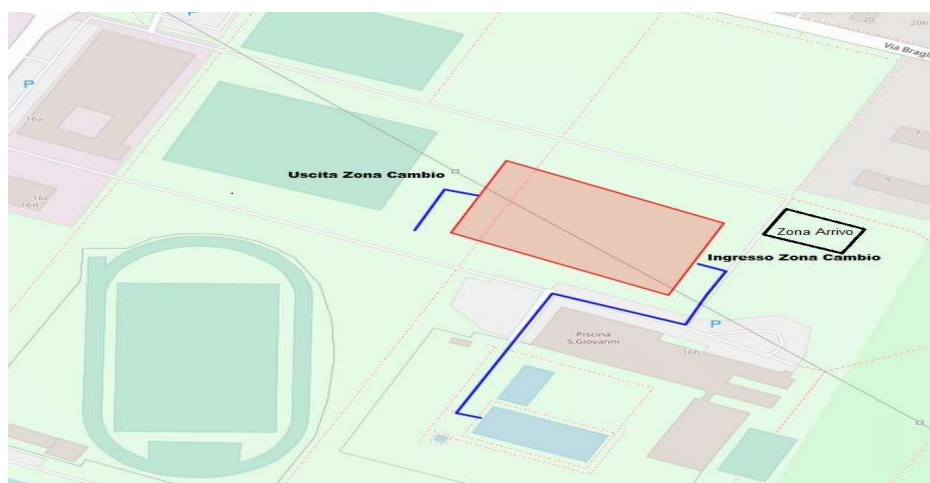 P
20
20b
Via Bragli
P
16a
7
Uscita Zona Cambio
9
16c
16d
Zona Arrivo
Ingresso Zona Cambio
P
Piscina
S.Giovanni
16b